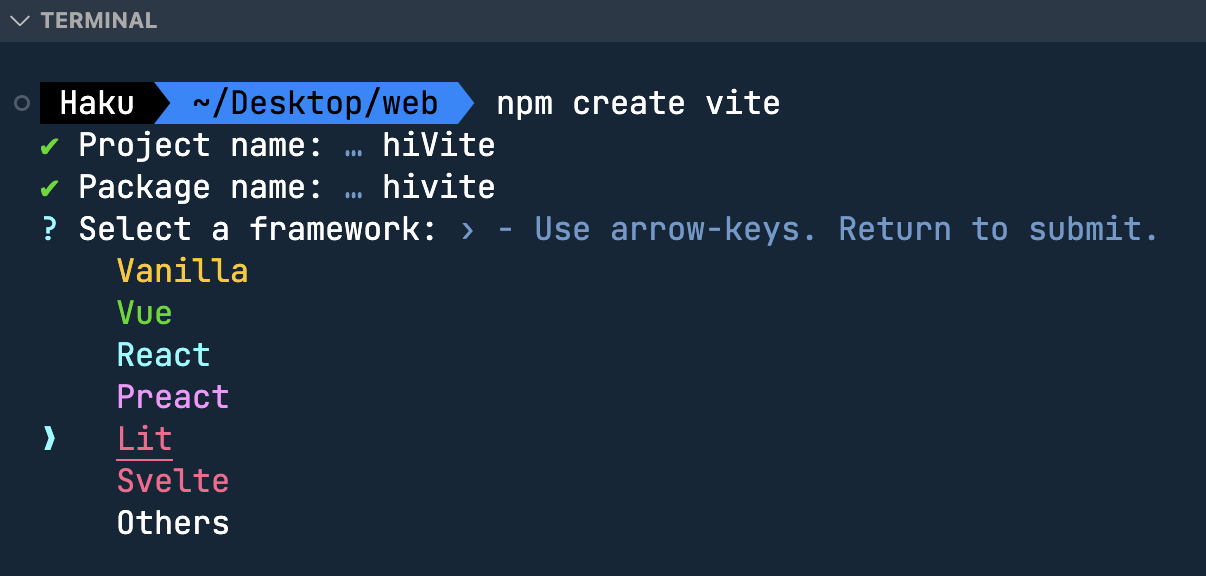 TERMINAL
Haku ~/Desktop/web npm create vite
✔ Project name: … hiVite
✔ Package name: … hivite
? Select a framework: › - Use arrow-keys. Return to submit.
Vanilla
Vue
React
Preact
❯ Lit
Svelte
Others